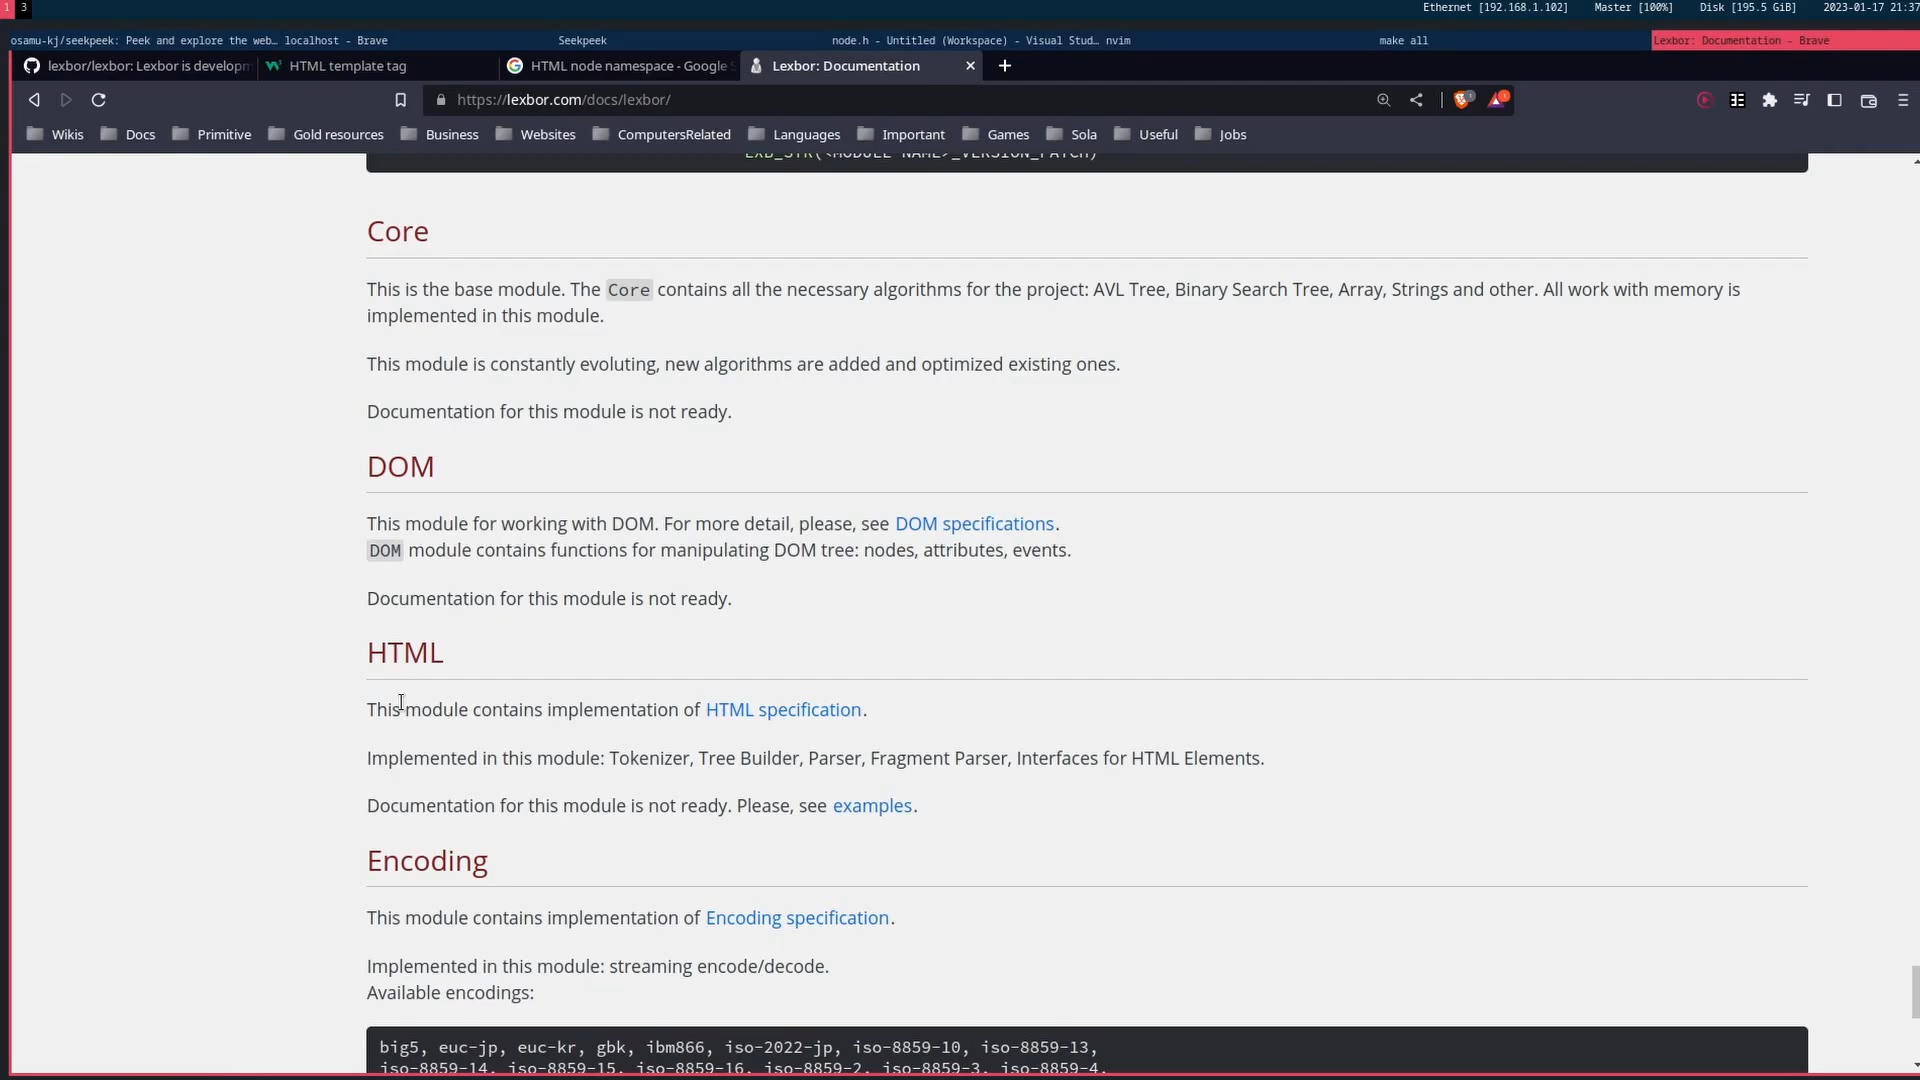 1 3 Ethernet [192.168.1.102] Master [100%] Disk [195.5 GiB] 2023-01-17 21:37
osamu-kj/seekpeek: Peek and explore the web… localhost - Brave Seekpeek node.h - Untitled (Workspace) - Visual Stud… nvim make all Lexbor: Documentation - Brave
lexbor/lexbor: Lexbor is developm HTML template tag HTML node namespace - Google S Lexbor: Documentation
https://lexbor.com/docs/lexbor/
Wikis Docs Primitive Gold resources Business Websites ComputersRelated Languages Important Games Sola Useful Jobs
LXB_STR(<MODULE NAME>_VERSION_PATCH)
Core
This is the base module. The Core contains all the necessary algorithms for the project: AVL Tree, Binary Search Tree, Array, Strings and other. All work with memory is
implemented in this module.
This module is constantly evoluting, new algorithms are added and optimized existing ones.
Documentation for this module is not ready.
DOM
This module for working with DOM. For more detail, please, see DOM specifications.
DOM module contains functions for manipulating DOM tree: nodes, attributes, events.
Documentation for this module is not ready.
HTML
This module contains implementation of HTML specification.
Implemented in this module: Tokenizer, Tree Builder, Parser, Fragment Parser, Interfaces for HTML Elements.
Documentation for this module is not ready. Please, see examples.
Encoding
This module contains implementation of Encoding specification.
Implemented in this module: streaming encode/decode.
Available encodings:
big5, euc-jp, euc-kr, gbk, ibm866, iso-2022-jp, iso-8859-10, iso-8859-13,
iso-8859-14, iso-8859-15, iso-8859-16, iso-8859-2, iso-8859-3, iso-8859-4,